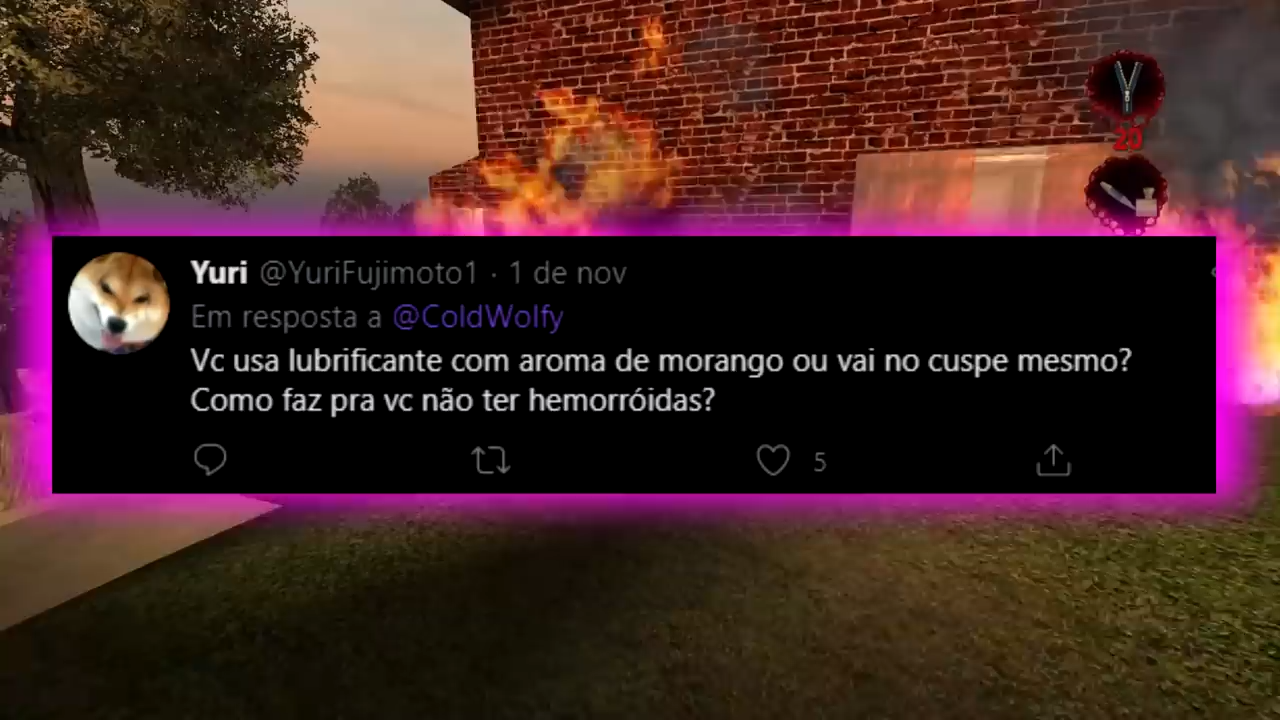 20
Yuri @YuriFujimoto1 · 1 de nov
Em resposta a @ColdWolfy
Vc usa lubrificante com aroma de morango ou vai no cuspe mesmo?
Como faz pra vc não ter hemorróidas?
5